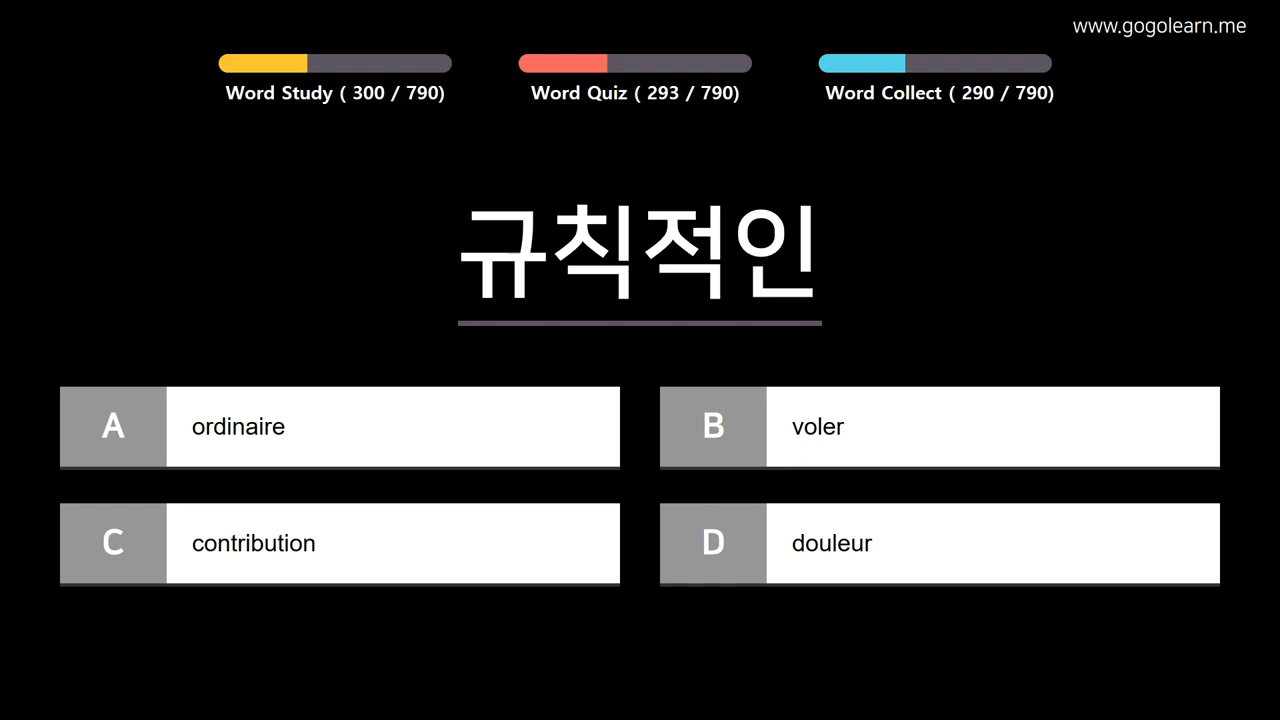 www.gogolearn.me
Word Study ( 300 / 790)
Word Quiz ( 293 / 790)
Word Collect ( 290 / 790)
규칙적인
A ordinaire
B voler
C contribution
D douleur